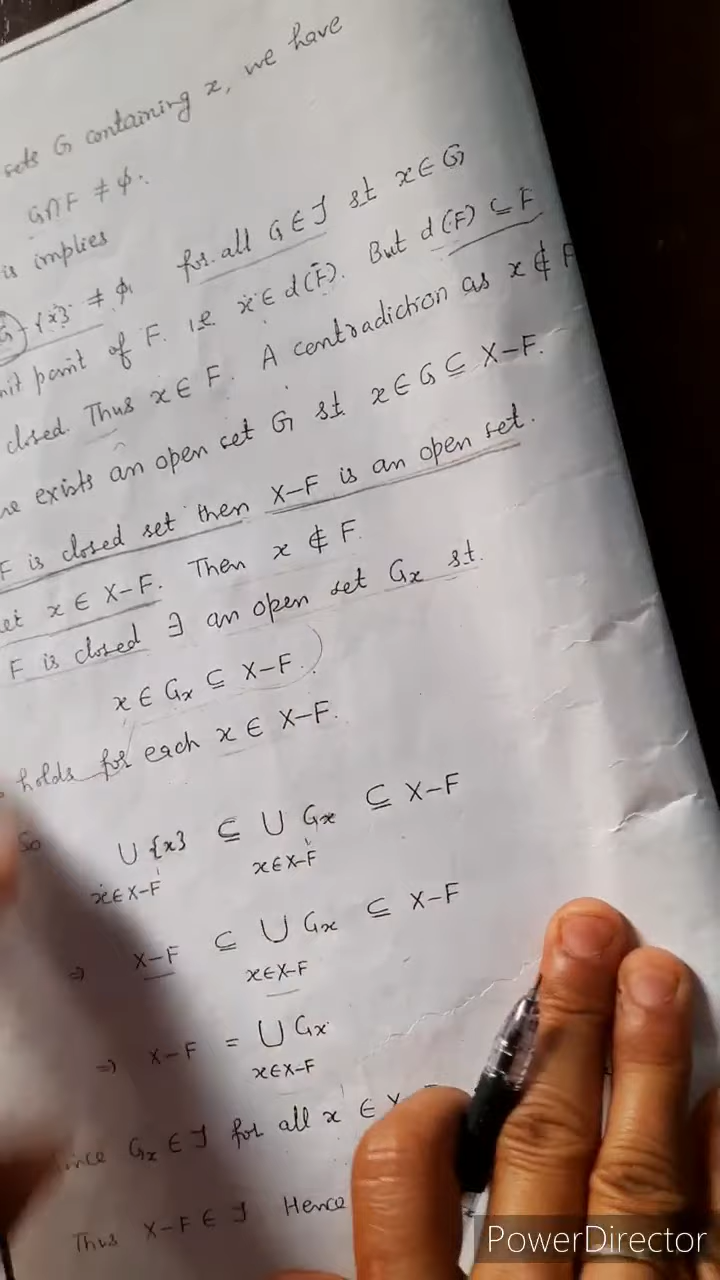 sets G containing x, we have
G∩F ≠ ϕ.
is implies
- {x} ≠ ϕ for all G ∈ J st x ∈ G
point of F. i.e x ∈ d(F). But d(F) ⊆ F
closed. Thus x ∈ F. A contradiction as x ∉ F
exists an open set G st x ∈ G ⊆ X-F.
F is closed set then X-F is an open set.
et x ∈ X-F. Then x ∉ F.
F is closed ∃ an open set Gx st.
x ∈ Gx ⊆ X-F.
holds for each x ∈ X-F.
So ∪ {x} ⊆ ∪ Gx ⊆ X-F
x∈X-F x∈X-F
⇒ X-F ⊆ ∪ Gx ⊆ X-F
x∈X-F
⇒ X-F = ∪ Gx
x∈X-F
Gx ∈ J for all x ∈
Thus X-F ∈ J Hence
PowerDirector